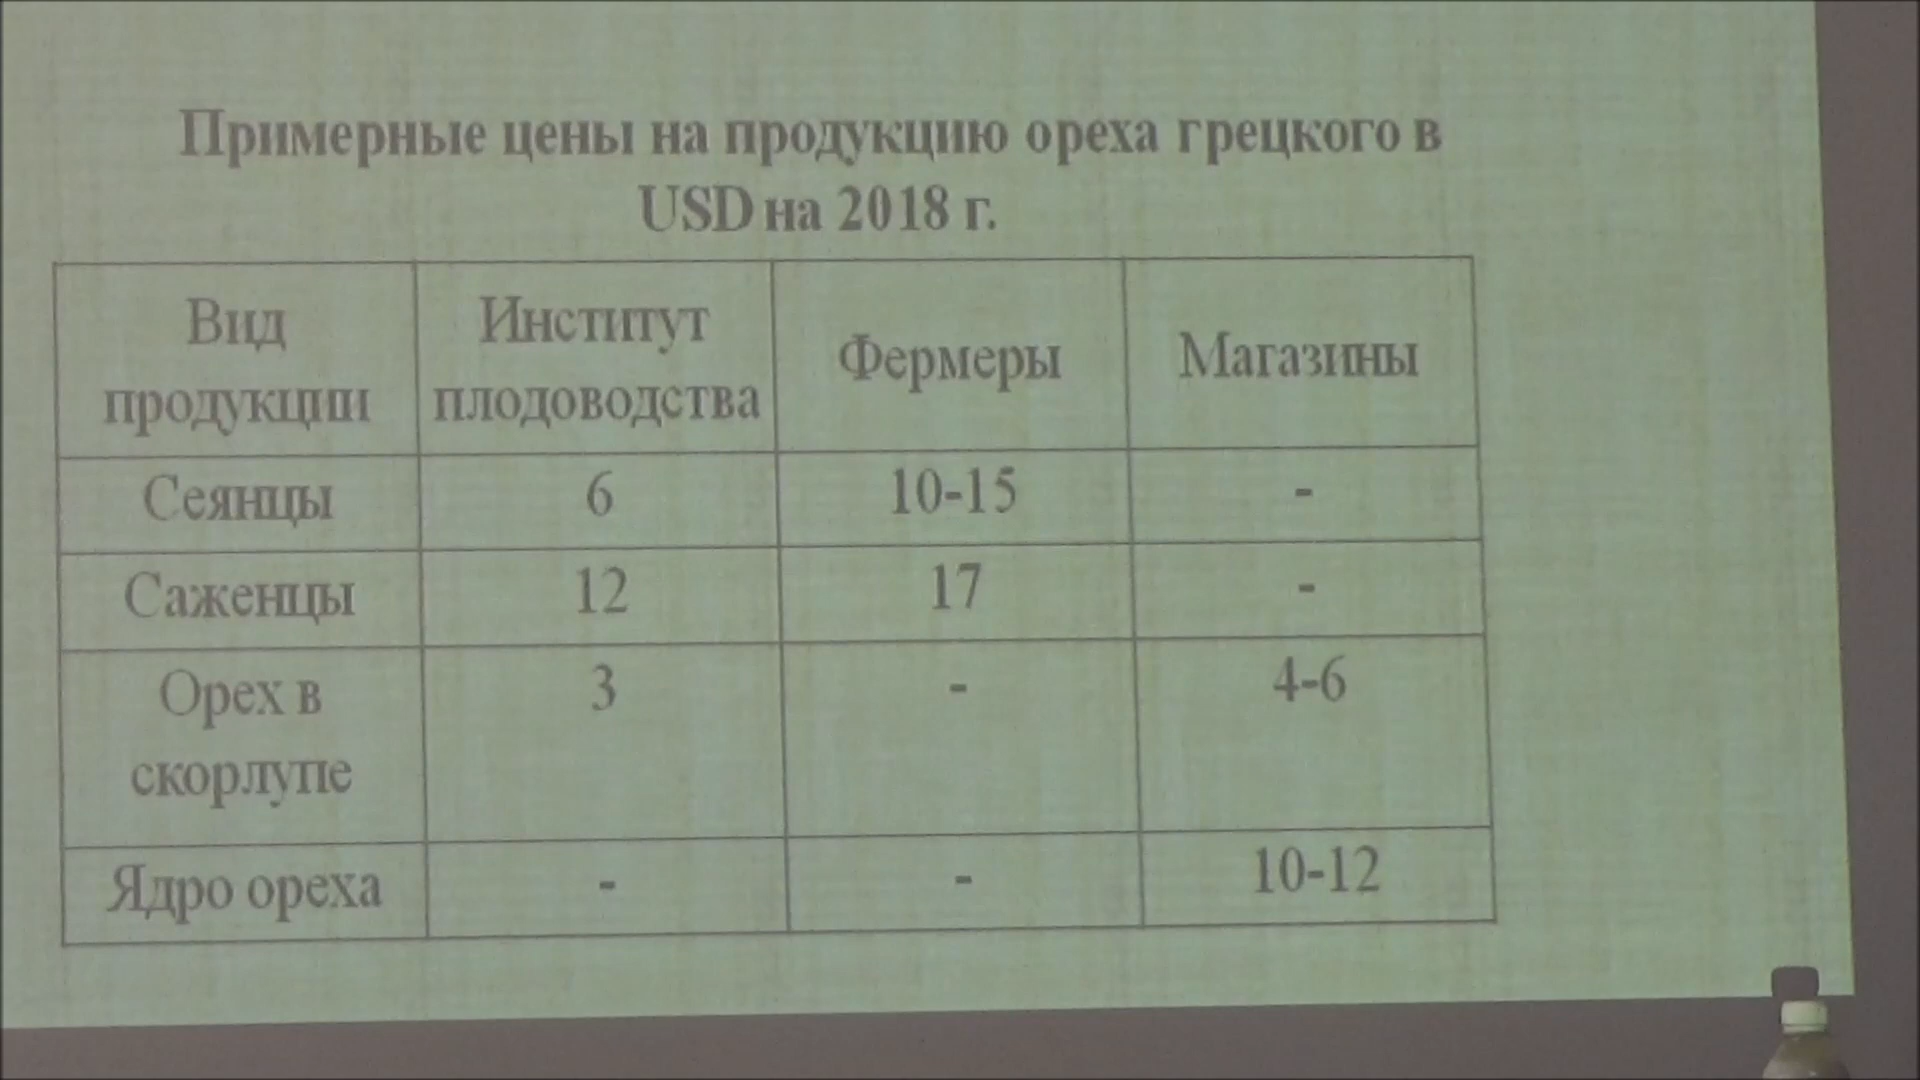 Примерные цены на продукцию ореха грецкого в
USD на 2018 г.
Вид продукции
Институт плодоводства
Фермеры
Магазины
Сеянцы
6
10-15
-
Саженцы
12
17
-
Орех в скорлупе
3
-
4-6
Ядро ореха
-
-
10-12